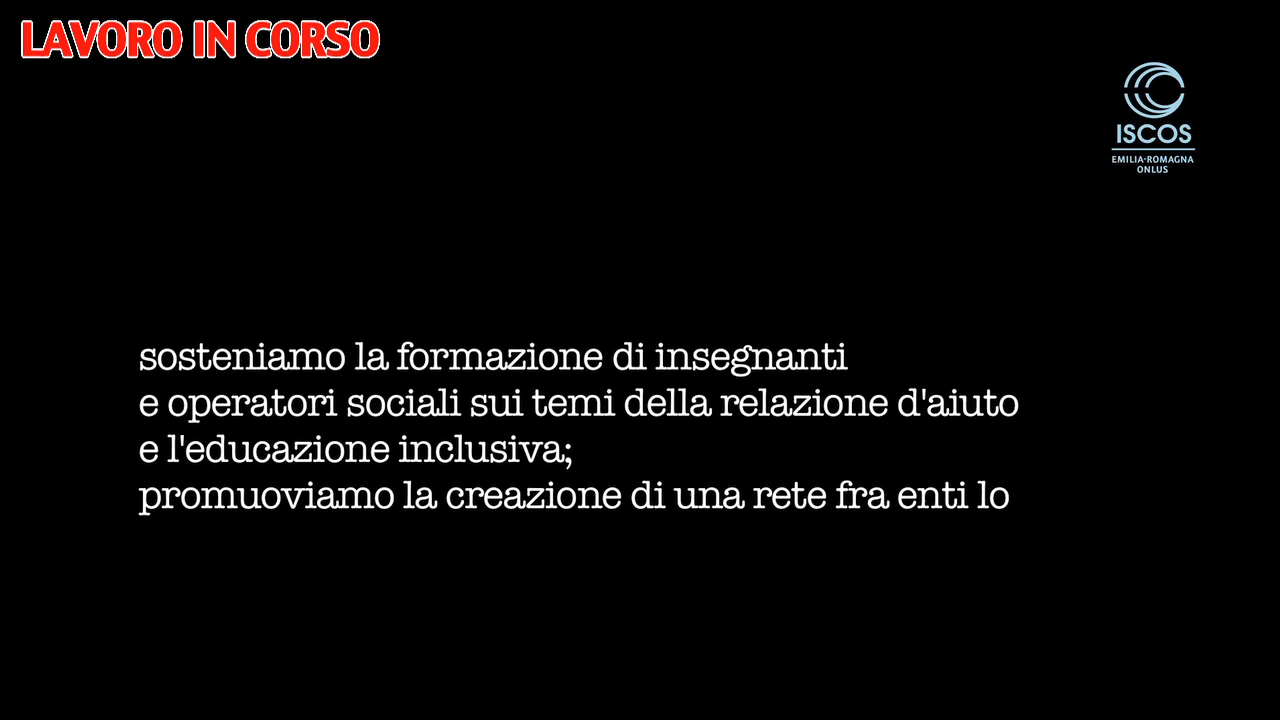 LAVORO IN CORSO
ISCOS
EMILIA-ROMAGNA
ONLUS
sosteniamo la formazione di insegnanti
e operatori sociali sui temi della relazione d'aiuto
e l'educazione inclusiva;
promuoviamo la creazione di una rete fra enti lo